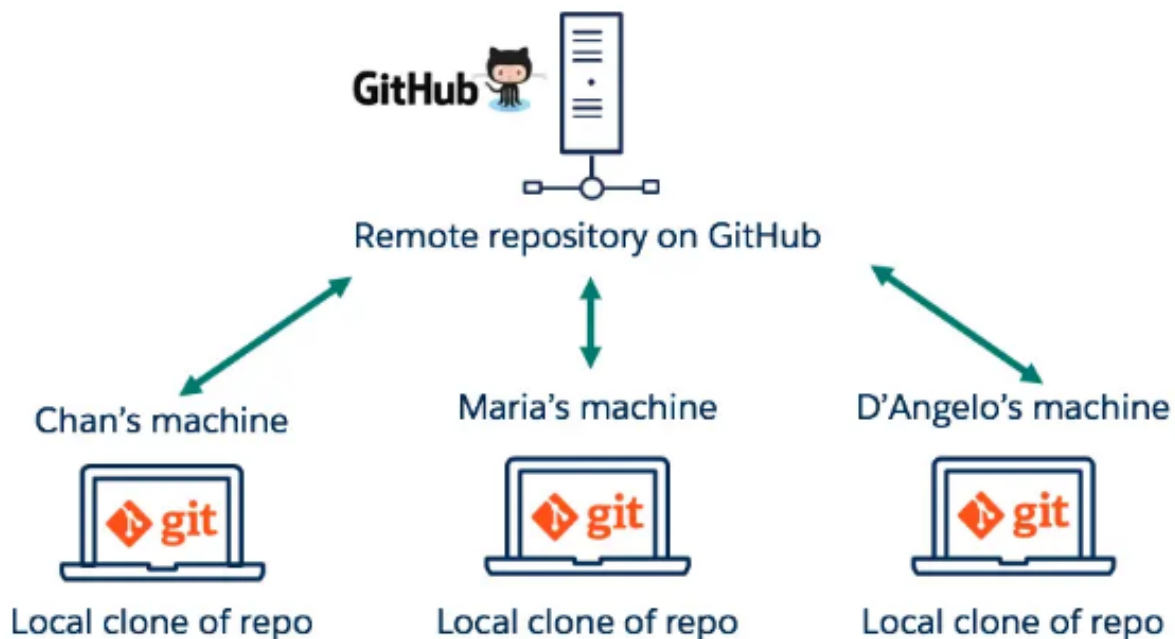 GitHub
Remote repository on GitHub
Chan's machine
Maria's machine
D'Angelo's machine
git
git
git
Local clone of repo
Local clone of repo
Local clone of repo